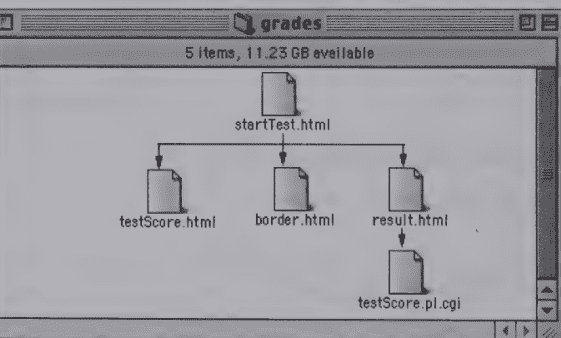 grades
5 items, 11.23 GB available
startTest.html
testScore.html
border.html
result.html
testScore.pl.cgi